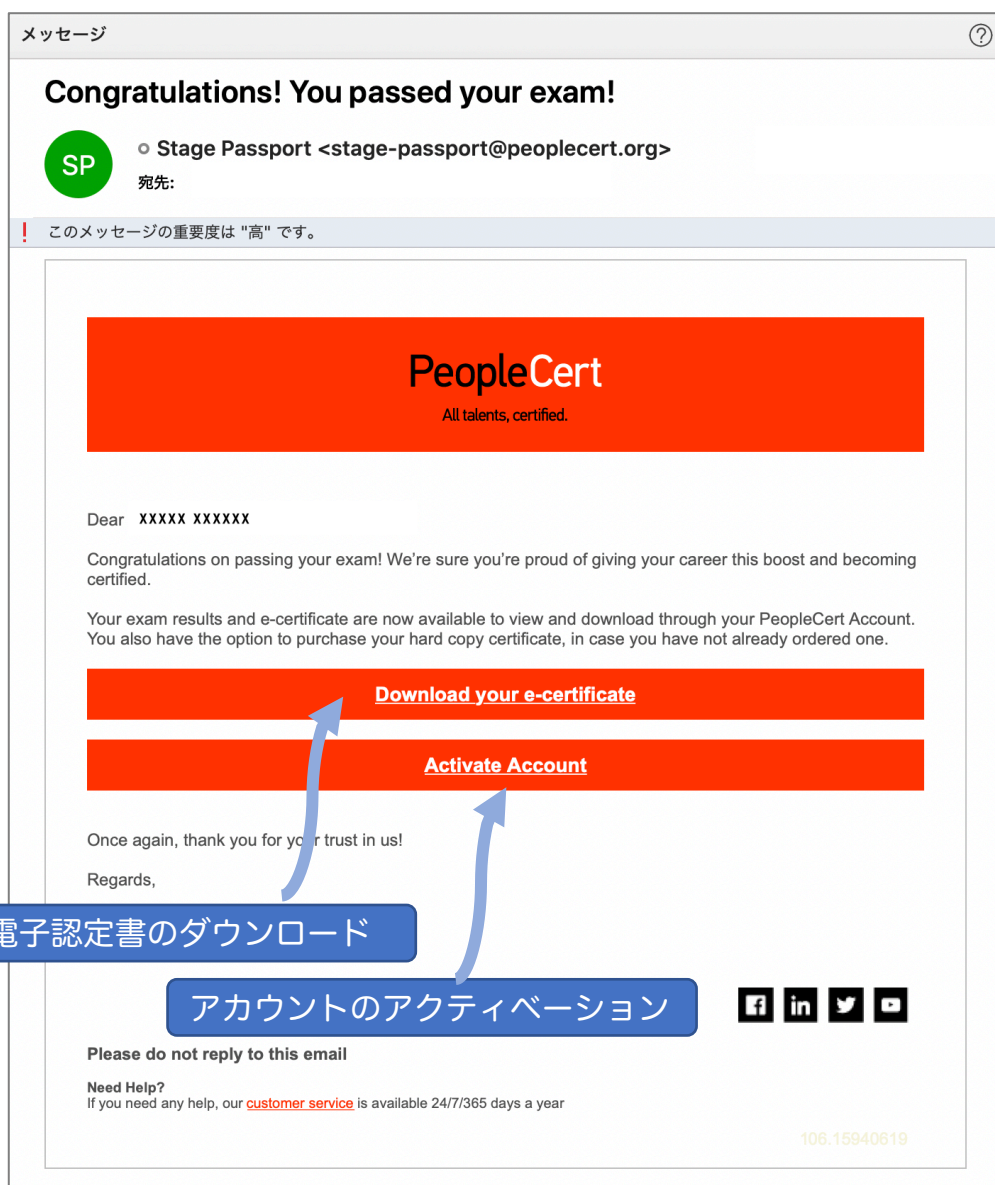 メッセージ
Congratulations! You passed your exam!
SP
Stage Passport <stage-passport@peoplecert.org>
宛先:
! このメッセージの重要度は "高" です。
PeopleCert
All talents, certified.
Dear XXXXX XXXXXX
Congratulations on passing your exam! We're sure you're proud of giving your career this boost and becoming
certified.
Your exam results and e-certificate are now available to view and download through your PeopleCert Account.
You also have the option to purchase your hard copy certificate, in case you have not already ordered one.
Download your e-certificate
Activate Account
Once again, thank you for your trust in us!
Regards,
電子認定書のダウンロード
アカウントのアクティベーション
Please do not reply to this email
Need Help?
If you need any help, our customer service is available 24/7/365 days a year
106.15940619